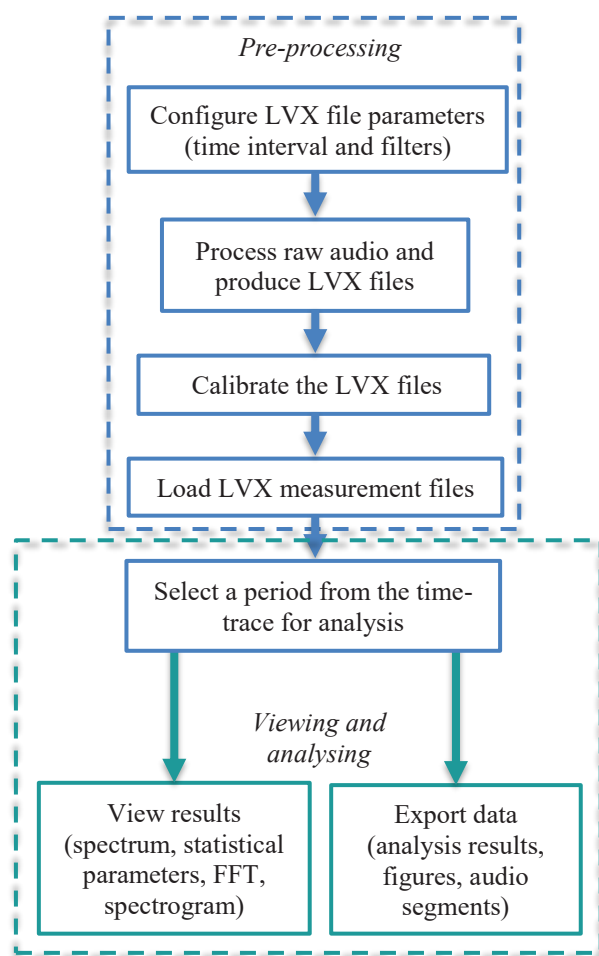 Pre-processing
Configure LVX file parameters
(time interval and filters)
Process raw audio and
produce LVX files
Calibrate the LVX files
Load LVX measurement files
Select a period from the time-
trace for analysis
Viewing and
analysing
View results
(spectrum, statistical
parameters, FFT,
spectrogram)
Export data
(analysis results,
figures, audio
segments)